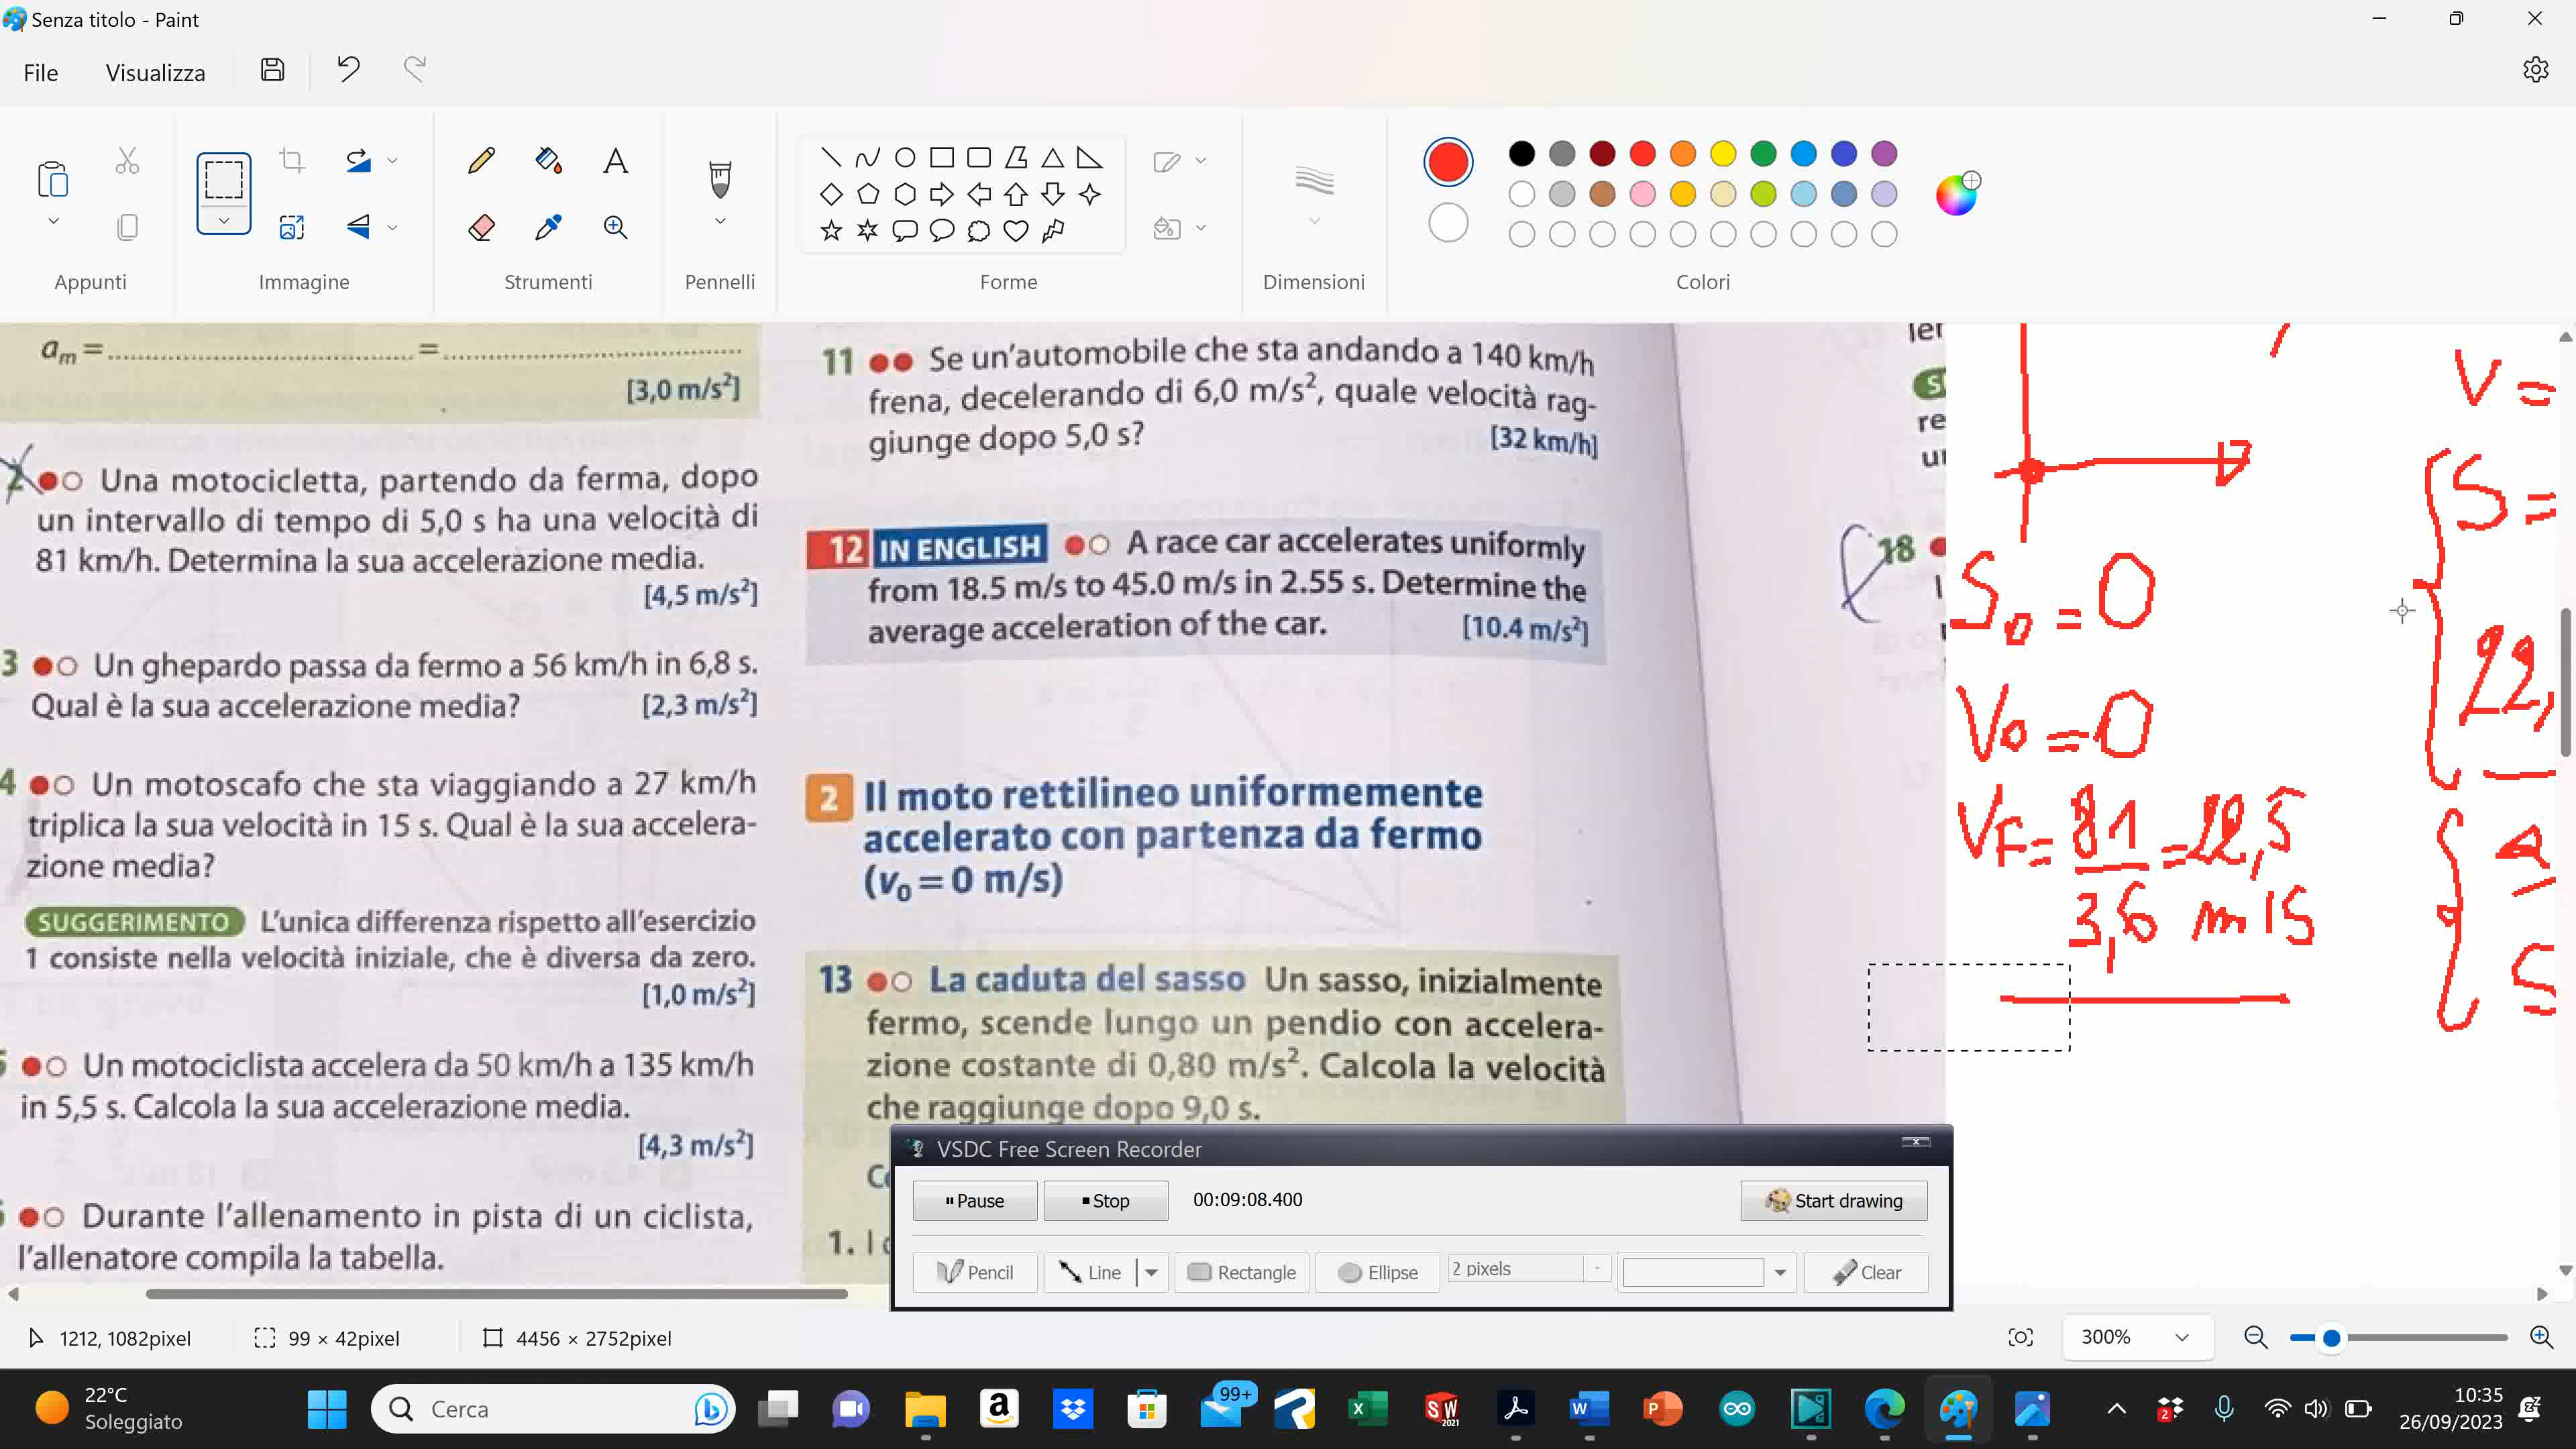 Senza titolo - Paint
File
Visualizza
Appunti
Immagine
Strumenti
Pennelli
Forme
Dimensioni
Colori
am = ........................................ = ........................................
[3,0 m/s²]
2 Una motocicletta, partendo da ferma, dopo
un intervallo di tempo di 5,0 s ha una velocità di
81 km/h. Determina la sua accelerazione media.
[4,5 m/s²]
3 Un ghepardo passa da fermo a 56 km/h in 6,8 s.
Qual è la sua accelerazione media? [2,3 m/s²]
4 Un motoscafo che sta viaggiando a 27 km/h
triplica la sua velocità in 15 s. Qual è la sua accelera-
zione media?
SUGGERIMENTO L'unica differenza rispetto all'esercizio
1 consiste nella velocità iniziale, che è diversa da zero.
[1,0 m/s²]
Un motociclista accelera da 50 km/h a 135 km/h
in 5,5 s. Calcola la sua accelerazione media.
[4,3 m/s²]
Durante l'allenamento in pista di un ciclista,
l'allenatore compila la tabella.
11 Se un'automobile che sta andando a 140 km/h
frena, decelerando di 6,0 m/s², quale velocità rag-
giunge dopo 5,0 s? [32 km/h]
12 IN ENGLISH A race car accelerates uniformly
from 18.5 m/s to 45.0 m/s in 2.55 s. Determine the
average acceleration of the car. [10.4 m/s²]
2 Il moto rettilineo uniformemente
accelerato con partenza da fermo
(v0 = 0 m/s)
13 La caduta del sasso Un sasso, inizialmente
fermo, scende lungo un pendio con accelera-
zione costante di 0,80 m/s². Calcola la velocità
che raggiunge dopo 9,0 s.
1.
18
S0 = 0
V0 = 0
VF = 81 = 22,5
3,6 m/s
V =
S =
22,
a
S
VSDC Free Screen Recorder
Pause
Stop
00:09:08.400
Start drawing
Pencil
Line
Rectangle
Ellipse
2 pixels
Clear
1212, 1082pixel
99 × 42pixel
4456 × 2752pixel
300%
22°C
Soleggiato
Cerca
99+
10:35
26/09/2023